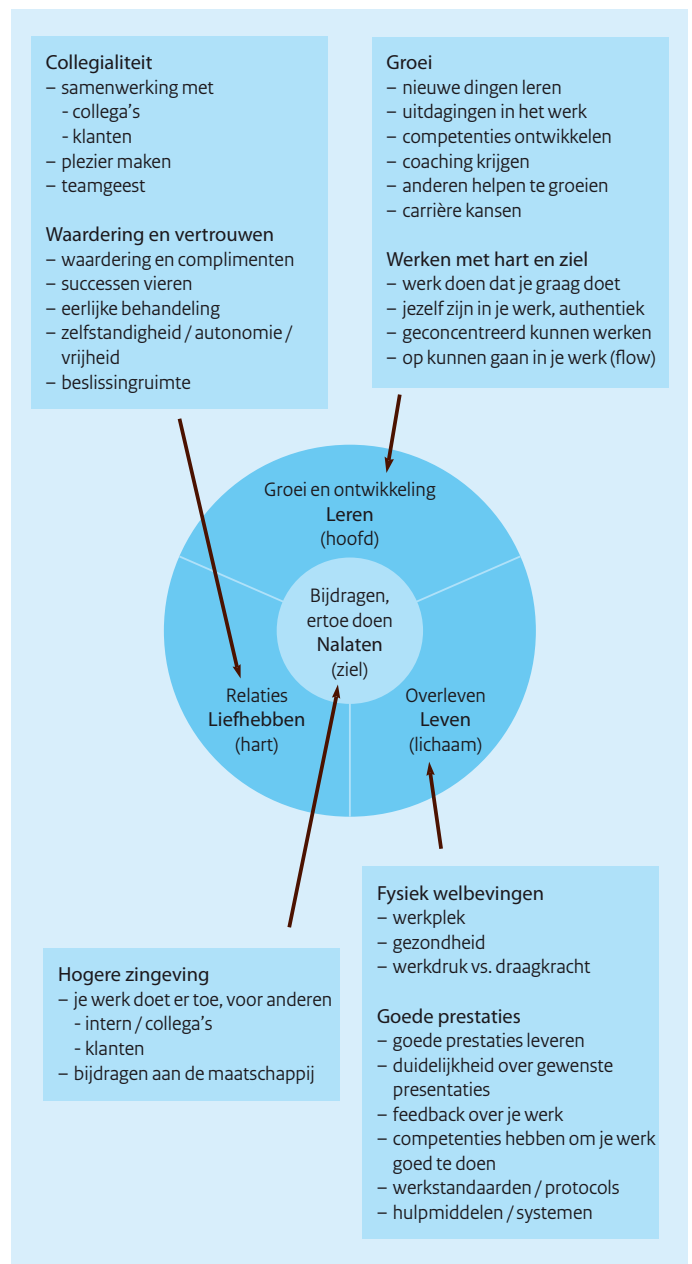 Collegialiteit
– samenwerking met
- collega's
- klanten
– plezier maken
– teamgeest
Waardering en vertrouwen
– waardering en complimenten
– successen vieren
– eerlijke behandeling
– zelfstandigheid / autonomie /
vrijheid
– beslissingruimte
Groei
– nieuwe dingen leren
– uitdagingen in het werk
– competenties ontwikkelen
– coaching krijgen
– anderen helpen te groeien
– carrière kansen
Werken met hart en ziel
– werk doen dat je graag doet
– jezelf zijn in je werk, authentiek
– geconcentreerd kunnen werken
– op kunnen gaan in je werk (flow)
Groei en ontwikkeling
Leren
(hoofd)
Bijdragen,
ertoe doen
Nalaten
(ziel)
Relaties
Liefhebben
(hart)
Overleven
Leven
(lichaam)
Hogere zingeving
– je werk doet er toe, voor anderen
- intern / collega's
- klanten
– bijdragen aan de maatschappij
Fysiek welbevingen
– werkplek
– gezondheid
– werkdruk vs. draagkracht
Goede prestaties
– goede prestaties leveren
– duidelijkheid over gewenste
presentaties
– feedback over je werk
– competenties hebben om je werk
goed te doen
– werkstandaarden / protocols
– hulpmiddelen / systemen